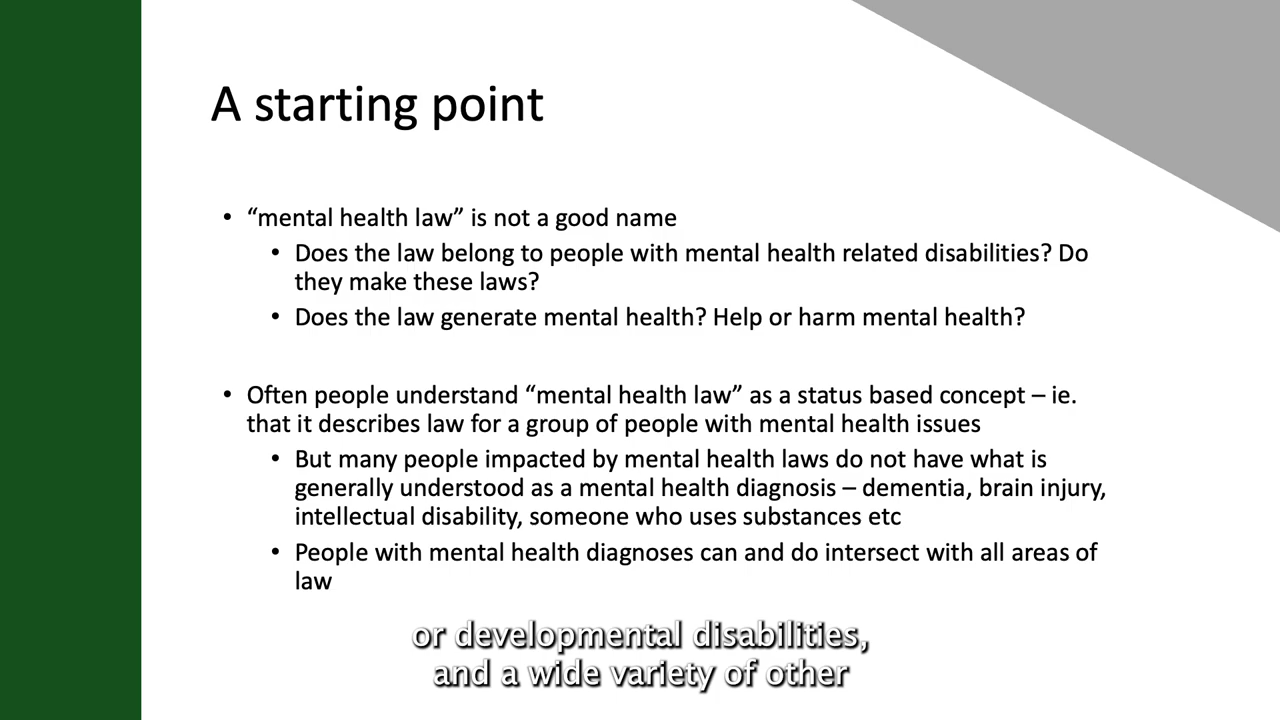 A starting point
• “mental health law” is not a good name
• Does the law belong to people with mental health related disabilities? Do
they make these laws?
• Does the law generate mental health? Help or harm mental health?
• Often people understand “mental health law” as a status based concept – ie.
that it describes law for a group of people with mental health issues
• But many people impacted by mental health laws do not have what is
generally understood as a mental health diagnosis – dementia, brain injury,
intellectual disability, someone who uses substances etc
• People with mental health diagnoses can and do intersect with all areas of
law
or developmental disabilities,
and a wide variety of other